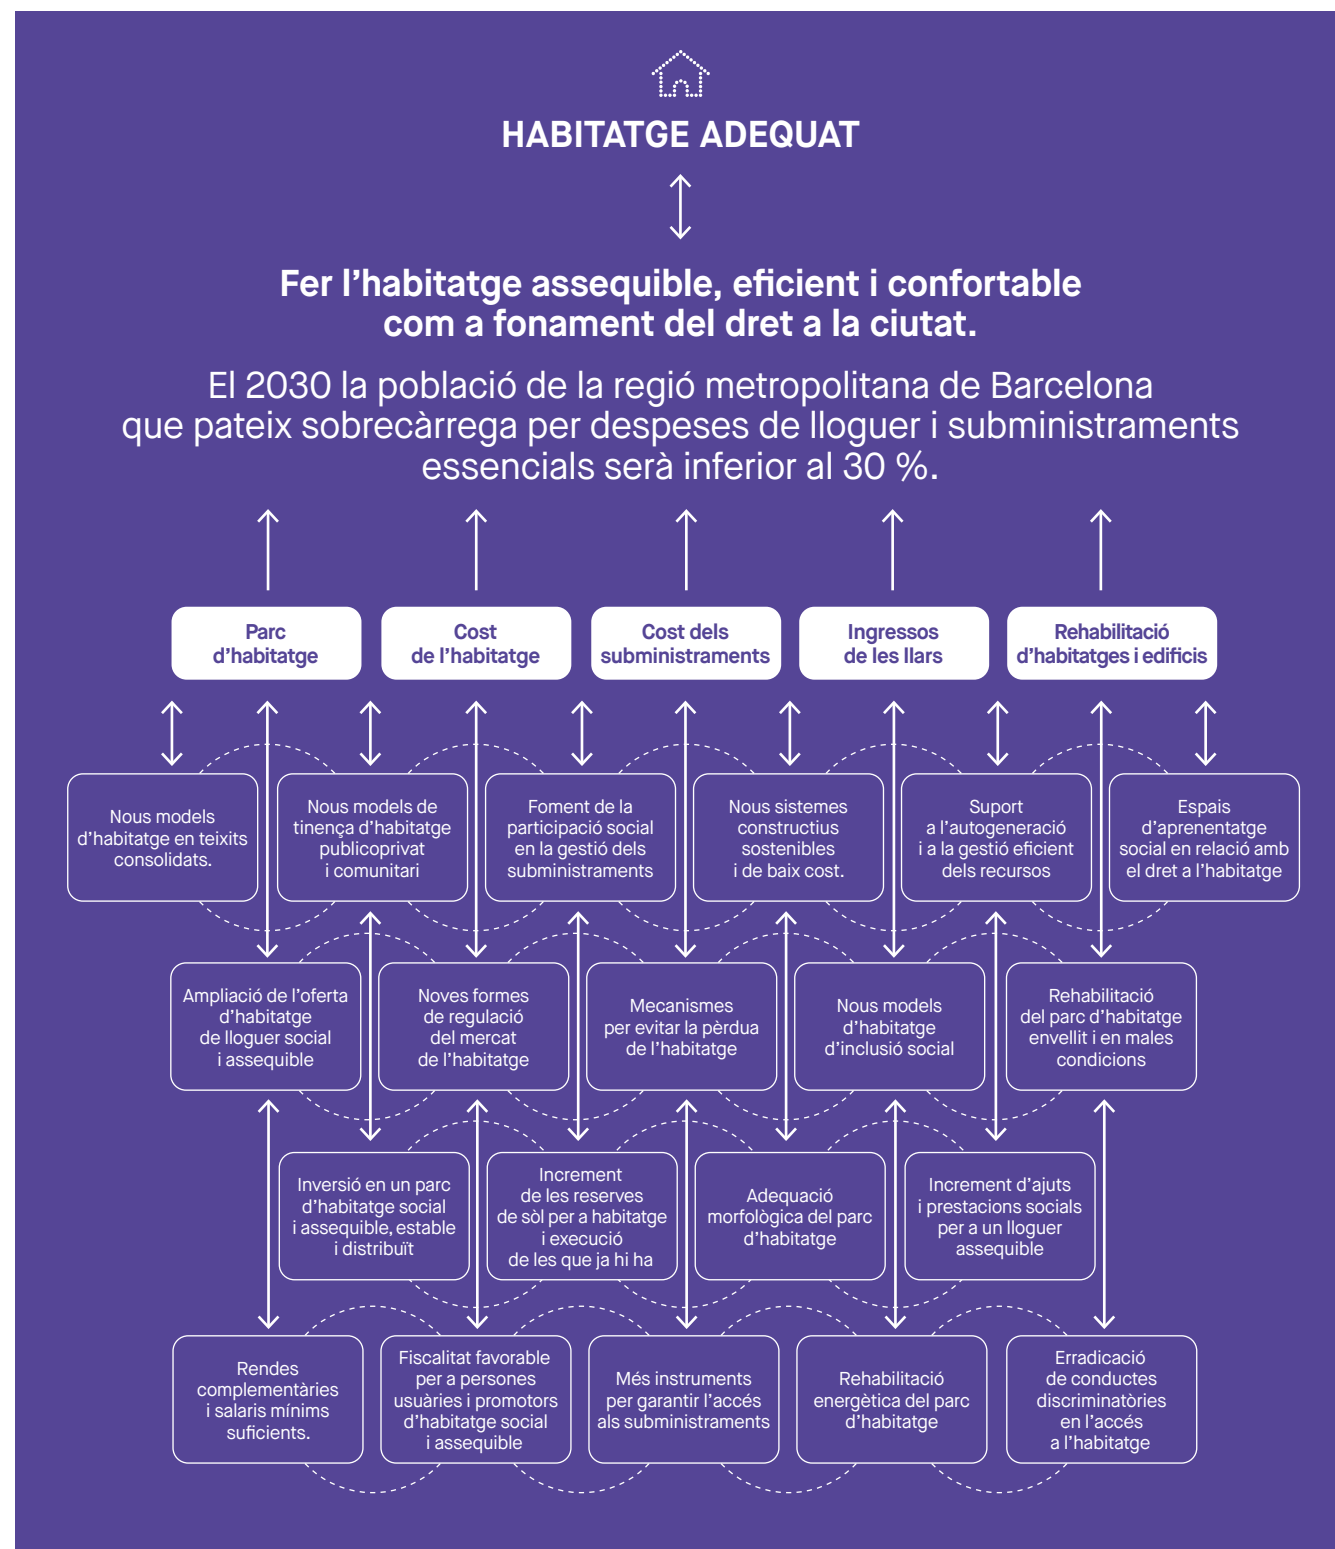 HABITATGE ADEQUAT
Fer l'habitatge assequible, eficient i confortable
com a fonament del dret a la ciutat.
El 2030 la població de la regió metropolitana de Barcelona
que pateix sobrecàrrega per despeses de lloguer i subministraments
essencials serà inferior al 30 %.
Parc
d'habitatge
Cost
de l'habitatge
Cost dels
subministraments
Ingressos
de les llars
Rehabilitació
d'habitatges i edificis
Nous models
d'habitatge en teixits
consolidats.
Nous models de
tinença d'habitatge
publicoprivat
i comunitari
Foment de la
participació social
en la gestió dels
subministraments
Nous sistemes
constructius
sostenibles
i de baix cost.
Suport
a l'autogeneració
i a la gestió eficient
dels recursos
Espais
d'aprenentatge
social en relació amb
el dret a l'habitatge
Ampliació de l'oferta
d'habitatge
de lloguer social
i assequible
Noves formes
de regulació
del mercat
de l'habitatge
Mecanismes
per evitar la pèrdua
de l'habitatge
Nous models
d'habitatge
d'inclusió social
Rehabilitació
del parc d'habitatge
envellit i en males
condicions
Inversió en un parc
d'habitatge social
i assequible, estable
i distribuït
Increment
de les reserves
de sòl per a habitatge
i execució
de les que ja hi ha
Adequació
morfològica del parc
d'habitatge
Increment d'ajuts
i prestacions socials
per a un lloguer
assequible
Rendes
complementàries
i salaris mínims
suficients.
Fiscalitat favorable
per a persones
usuàries i promotors
d'habitatge social
i assequible
Més instruments
per garantir l'accés
als subministraments
Rehabilitació
energètica del parc
d'habitatge
Erradicació
de conductes
discriminatòries
en l'accés
a l'habitatge